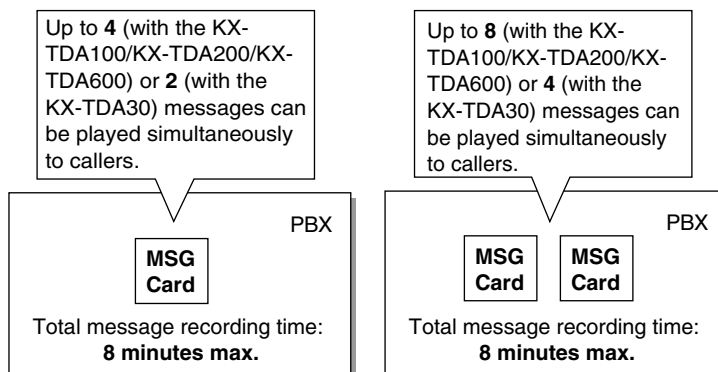 Up to 4 (with the KX-
TDA100/KX-TDA200/KX-
TDA600) or 2 (with the
KX-TDA30) messages can
be played simultaneously
to callers.
PBX
MSG
Card
Total message recording time:
8 minutes max.
Up to 8 (with the KX-
TDA100/KX-TDA200/KX-
TDA600) or 4 (with the
KX-TDA30) messages can
be played simultaneously
to callers.
PBX
MSG
Card
MSG
Card
Total message recording time:
8 minutes max.